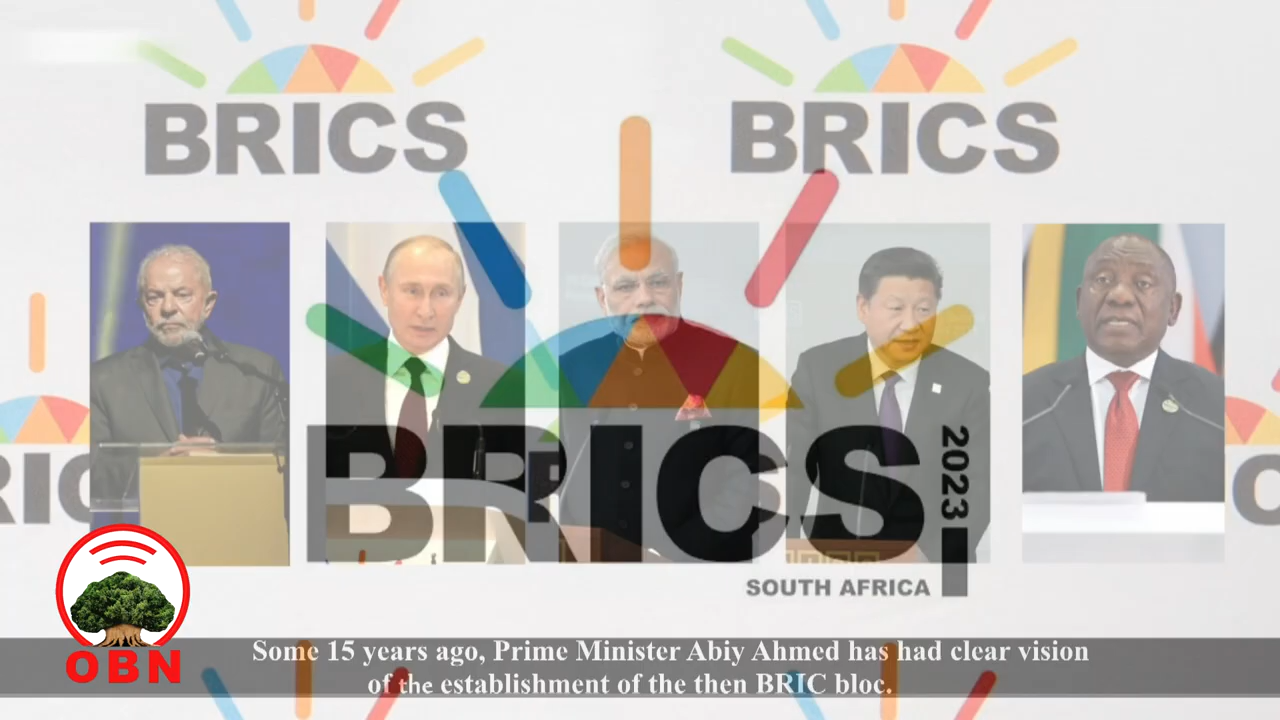 BRICS
BRICS
RIC
C
BRICS
2023
SOUTH AFRICA
OBN
Some 15 years ago, Prime Minister Abiy Ahmed has had clear vision
of the establishment of the then BRIC bloc.